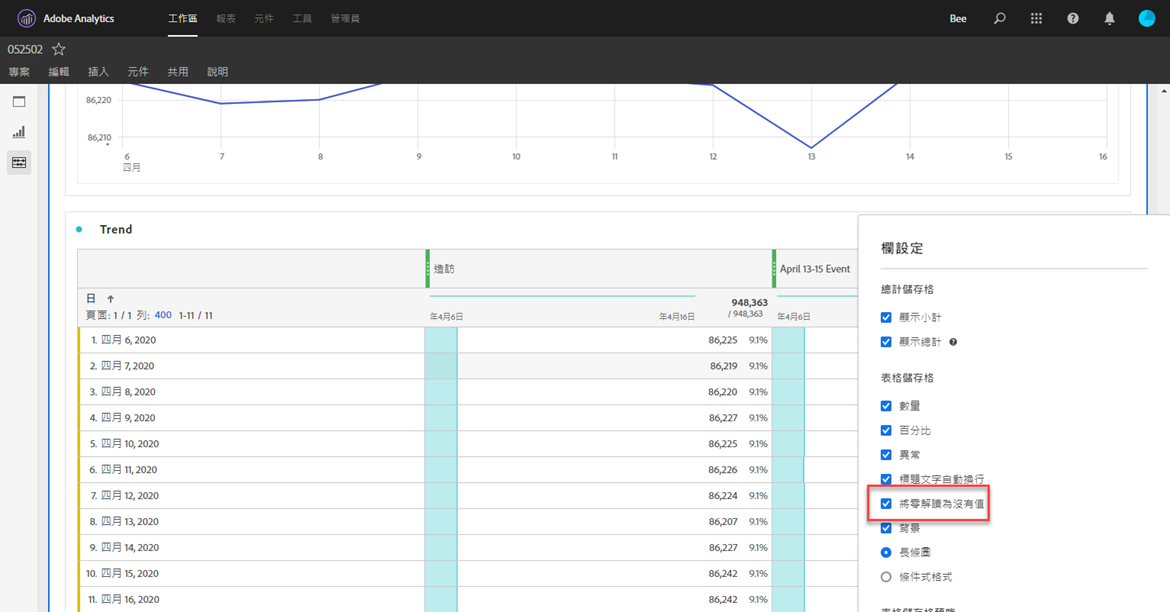 Adobe Analytics 工作區 報表 元件 工具 管理員 Bee
052502
專案 編輯 插入 元件 共用 說明
86,220
86,210
6 7 8 9 10 11 12 13 14 15 16
四月
Trend
造訪 April 13-15 Event
日
頁面: 1 / 1 列: 400 1-11 / 11
948,363
/ 948,363
年4月6日 年4月16日 年4月6日
1. 四月 6, 2020 86,225 9.1%
2. 四月 7, 2020 86,219 9.1%
3. 四月 8, 2020 86,220 9.1%
4. 四月 9, 2020 86,227 9.1%
5. 四月 10, 2020 86,225 9.1%
6. 四月 11, 2020 86,226 9.1%
7. 四月 12, 2020 86,224 9.1%
8. 四月 13, 2020 86,207 9.1%
9. 四月 14, 2020 86,227 9.1%
10. 四月 15, 2020 86,242 9.1%
11. 四月 16, 2020 86,242 9.1%
欄設定
總計儲存格
顯示小計
顯示總計
表格儲存格
數量
百分比
異常
標題文字自動換行
將零解讀為沒有值
背景
長條圖
條件式格式